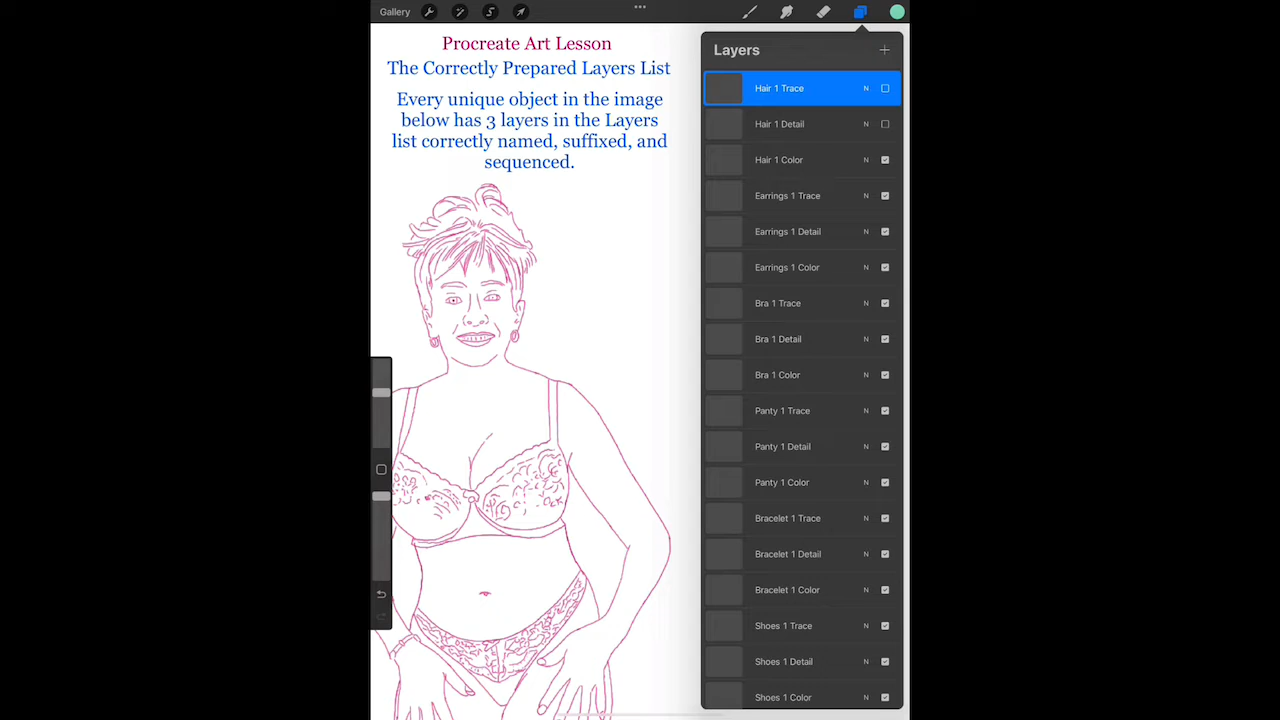 Gallery
Procreate Art Lesson
The Correctly Prepared Layers List
Every unique object in the image
below has 3 layers in the Layers
list correctly named, suffixed, and
sequenced.
Layers
Hair 1 Trace N
Hair 1 Detail N
Hair 1 Color N
Earrings 1 Trace N
Earrings 1 Detail N
Earrings 1 Color N
Bra 1 Trace N
Bra 1 Detail N
Bra 1 Color N
Panty 1 Trace N
Panty 1 Detail N
Panty 1 Color N
Bracelet 1 Trace N
Bracelet 1 Detail N
Bracelet 1 Color N
Shoes 1 Trace N
Shoes 1 Detail N
Shoes 1 Color N